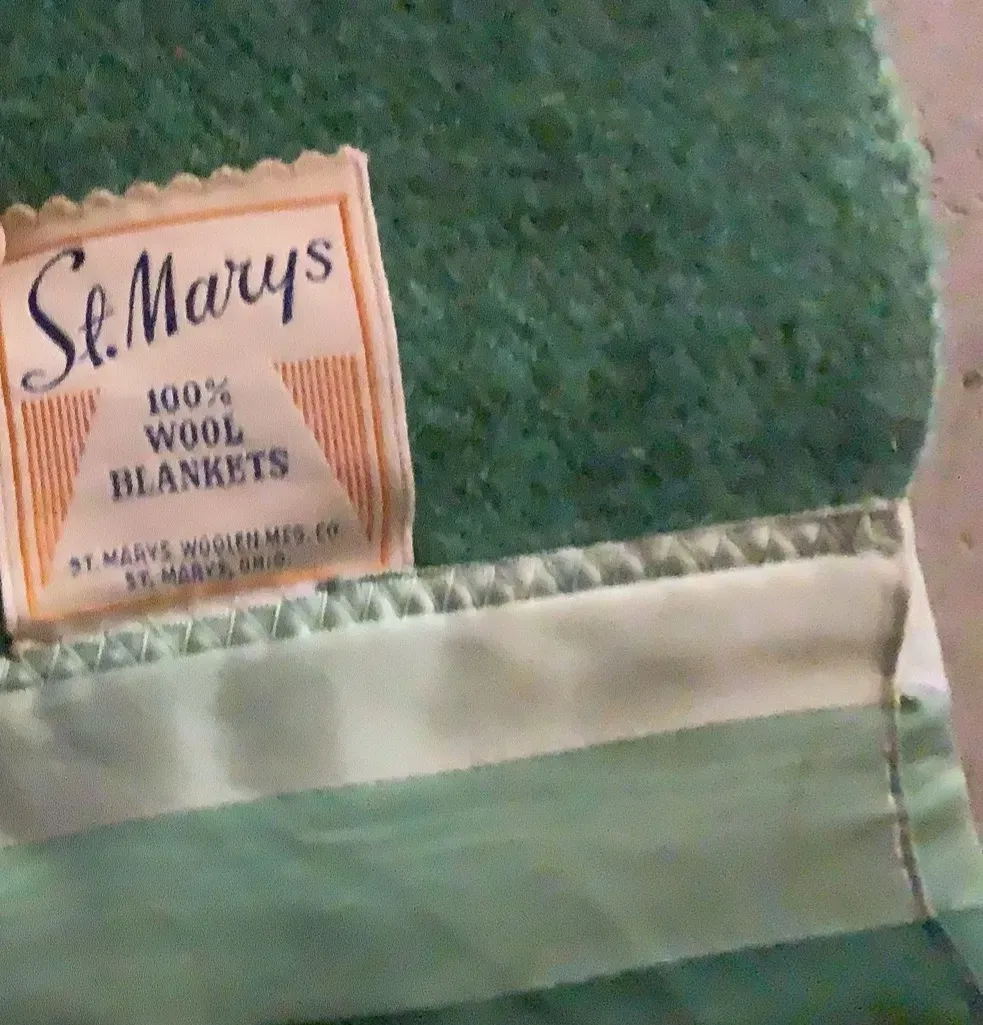 St. Marys
100%
WOOL
BLANKETS
ST. MARYS WOOLEN MFG. CO
ST. MARYS, OHIO